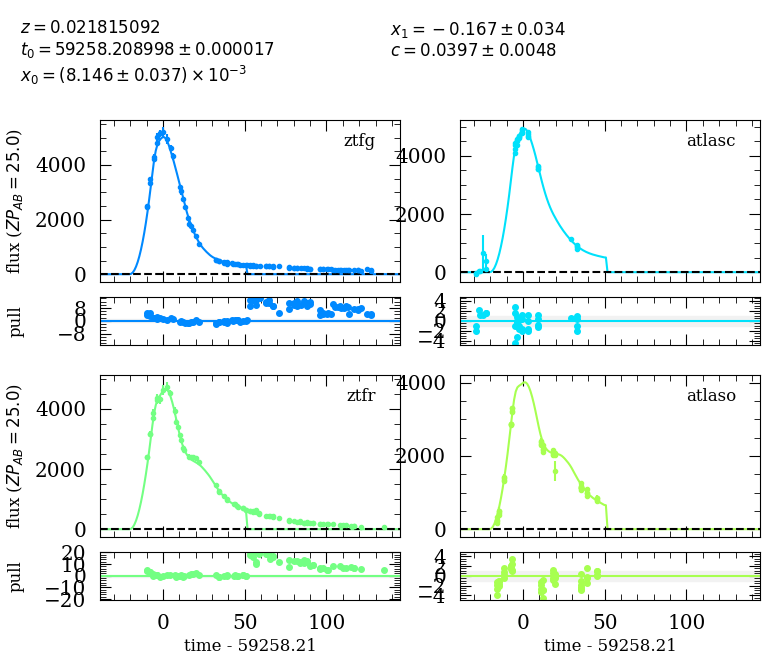 z = 0.021815092
t₀ = 59258.208998 ± 0.000017
x₀ = (8.146 ± 0.037) × 10⁻³
x₁ = −0.167 ± 0.034
c = 0.0397 ± 0.0048
flux (ZP_AB = 25.0)
4000
2000
0
ztfg
4000
2000
0
atlasc
pull
8
0
−8
4
2
0
−2
−4
flux (ZP_AB = 25.0)
4000
2000
0
ztfr
4000
2000
0
atlaso
pull
20
10
0
−10
−20
4
2
0
−2
−4
0 50 100
time - 59258.21
0 50 100
time - 59258.21